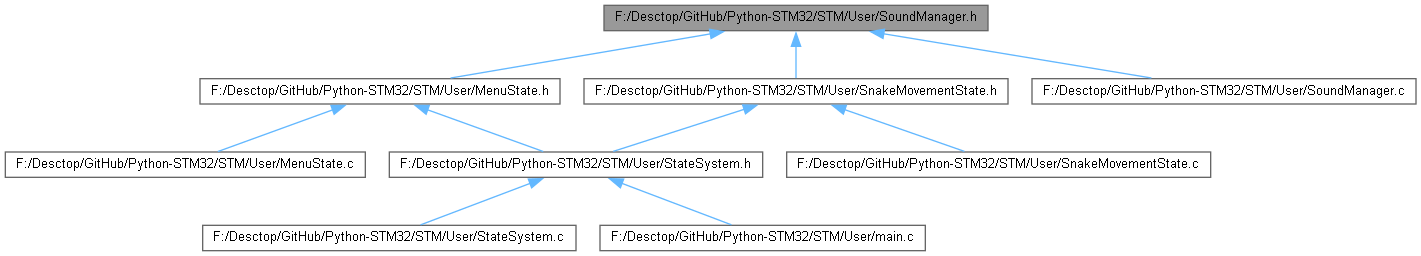 F:/Desctop/GitHub/Python-STM32/STM/User/SoundManager.h
F:/Desctop/GitHub/Python-STM32/STM/User/MenuState.h
F:/Desctop/GitHub/Python-STM32/STM/User/SnakeMovementState.h
F:/Desctop/GitHub/Python-STM32/STM/User/SoundManager.c
F:/Desctop/GitHub/Python-STM32/STM/User/MenuState.c
F:/Desctop/GitHub/Python-STM32/STM/User/StateSystem.h
F:/Desctop/GitHub/Python-STM32/STM/User/SnakeMovementState.c
F:/Desctop/GitHub/Python-STM32/STM/User/StateSystem.c
F:/Desctop/GitHub/Python-STM32/STM/User/main.c